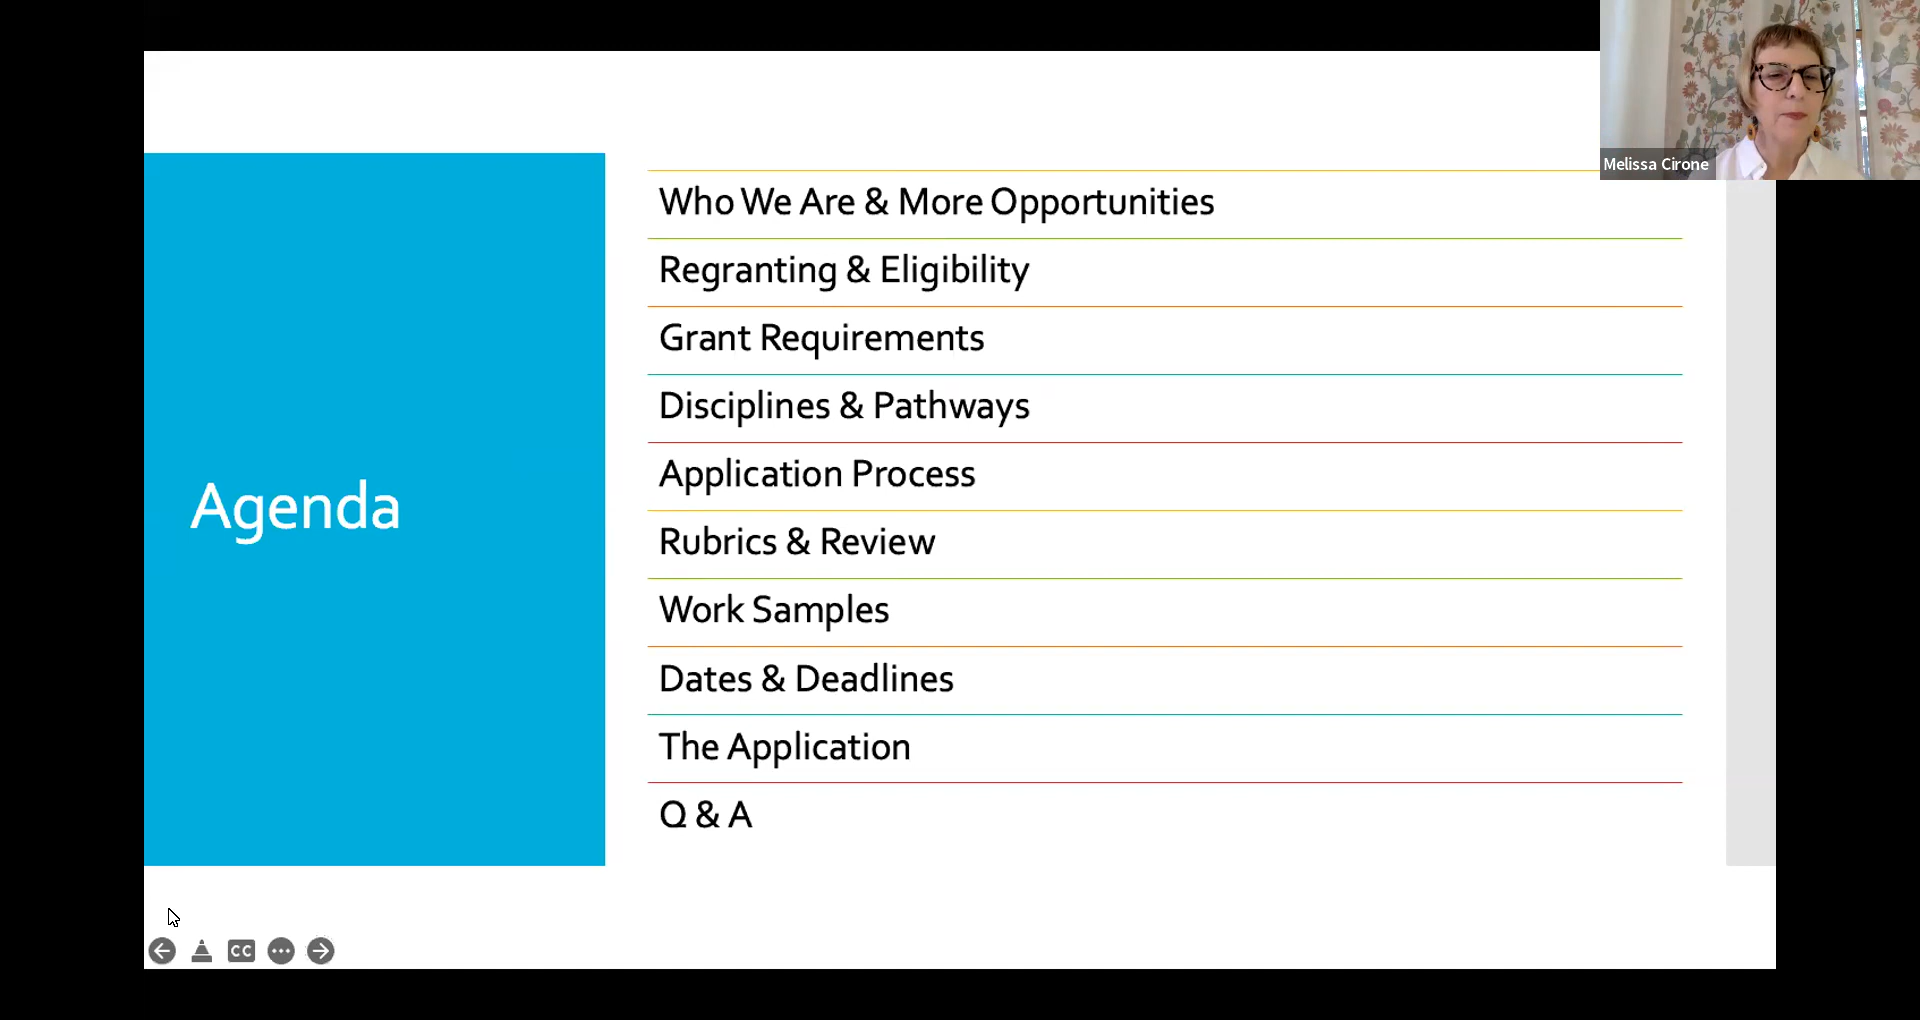 Melissa Cirone
Agenda
Who We Are & More Opportunities
Regranting & Eligibility
Grant Requirements
Disciplines & Pathways
Application Process
Rubrics & Review
Work Samples
Dates & Deadlines
The Application
Q & A
CC